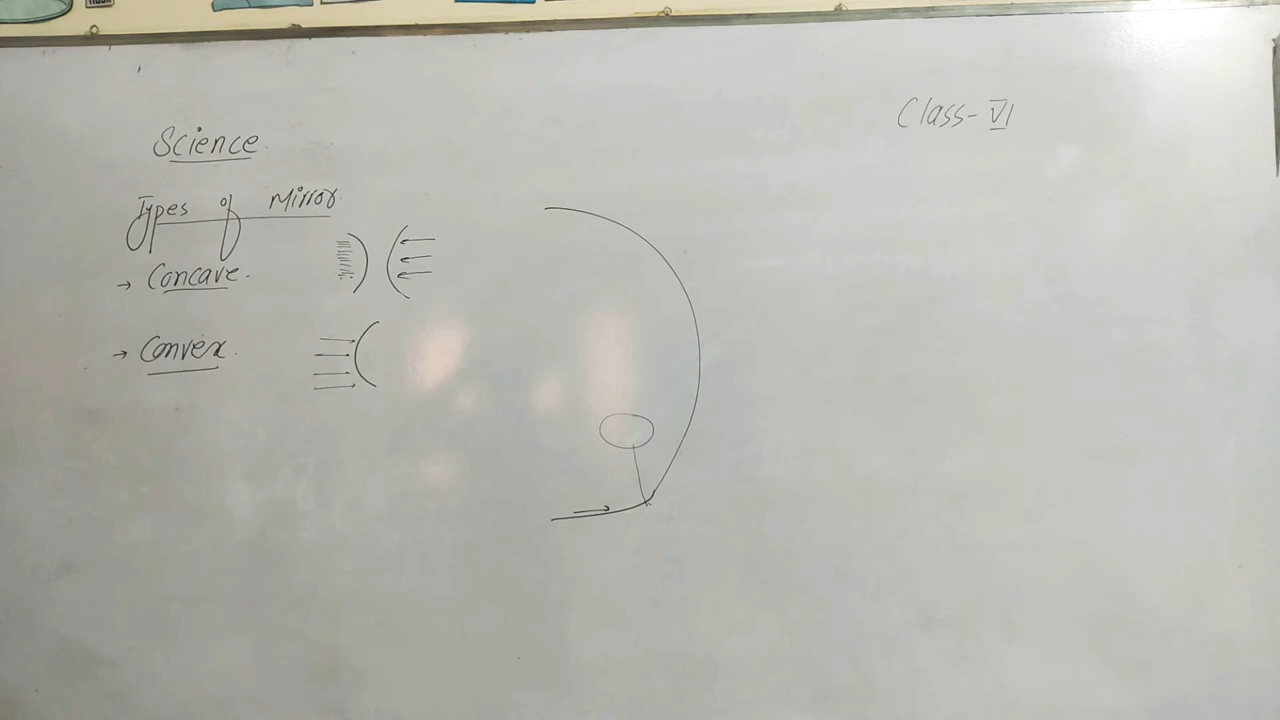 Class-VI
Science
Types of Mirror
→ Concave.
→ Convex.